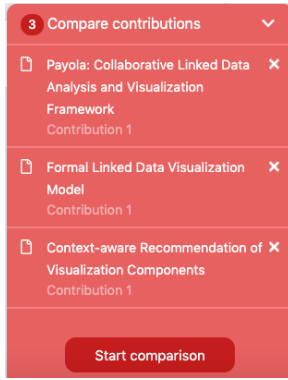 3 Compare contributions
Payola: Collaborative Linked Data
Analysis and Visualization
Framework
Contribution 1
Formal Linked Data Visualization
Model
Contribution 1
Context-aware Recommendation of
Visualization Components
Contribution 1
Start comparison